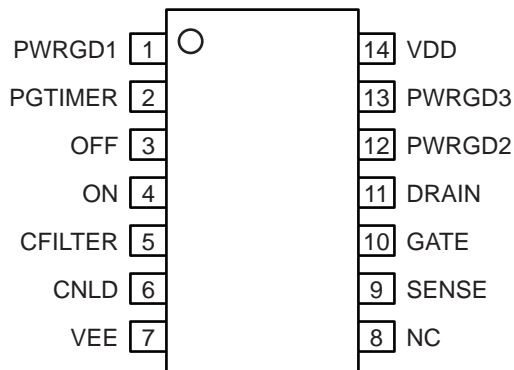 PWRGD1 1 14 VDD
PGTIMER 2 13 PWRGD3
OFF 3 12 PWRGD2
ON 4 11 DRAIN
CFILTER 5 10 GATE
CNLD 6 9 SENSE
VEE 7 8 NC